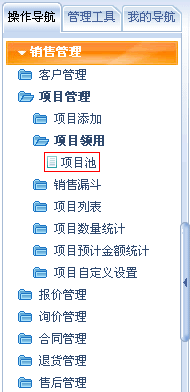 操作导航 管理工具 我的导航
销售管理
客户管理
项目管理
项目添加
项目领用
项目池
销售漏斗
项目列表
项目数量统计
项目预计金额统计
项目自定义设置
报价管理
询价管理
合同管理
退货管理
售后管理